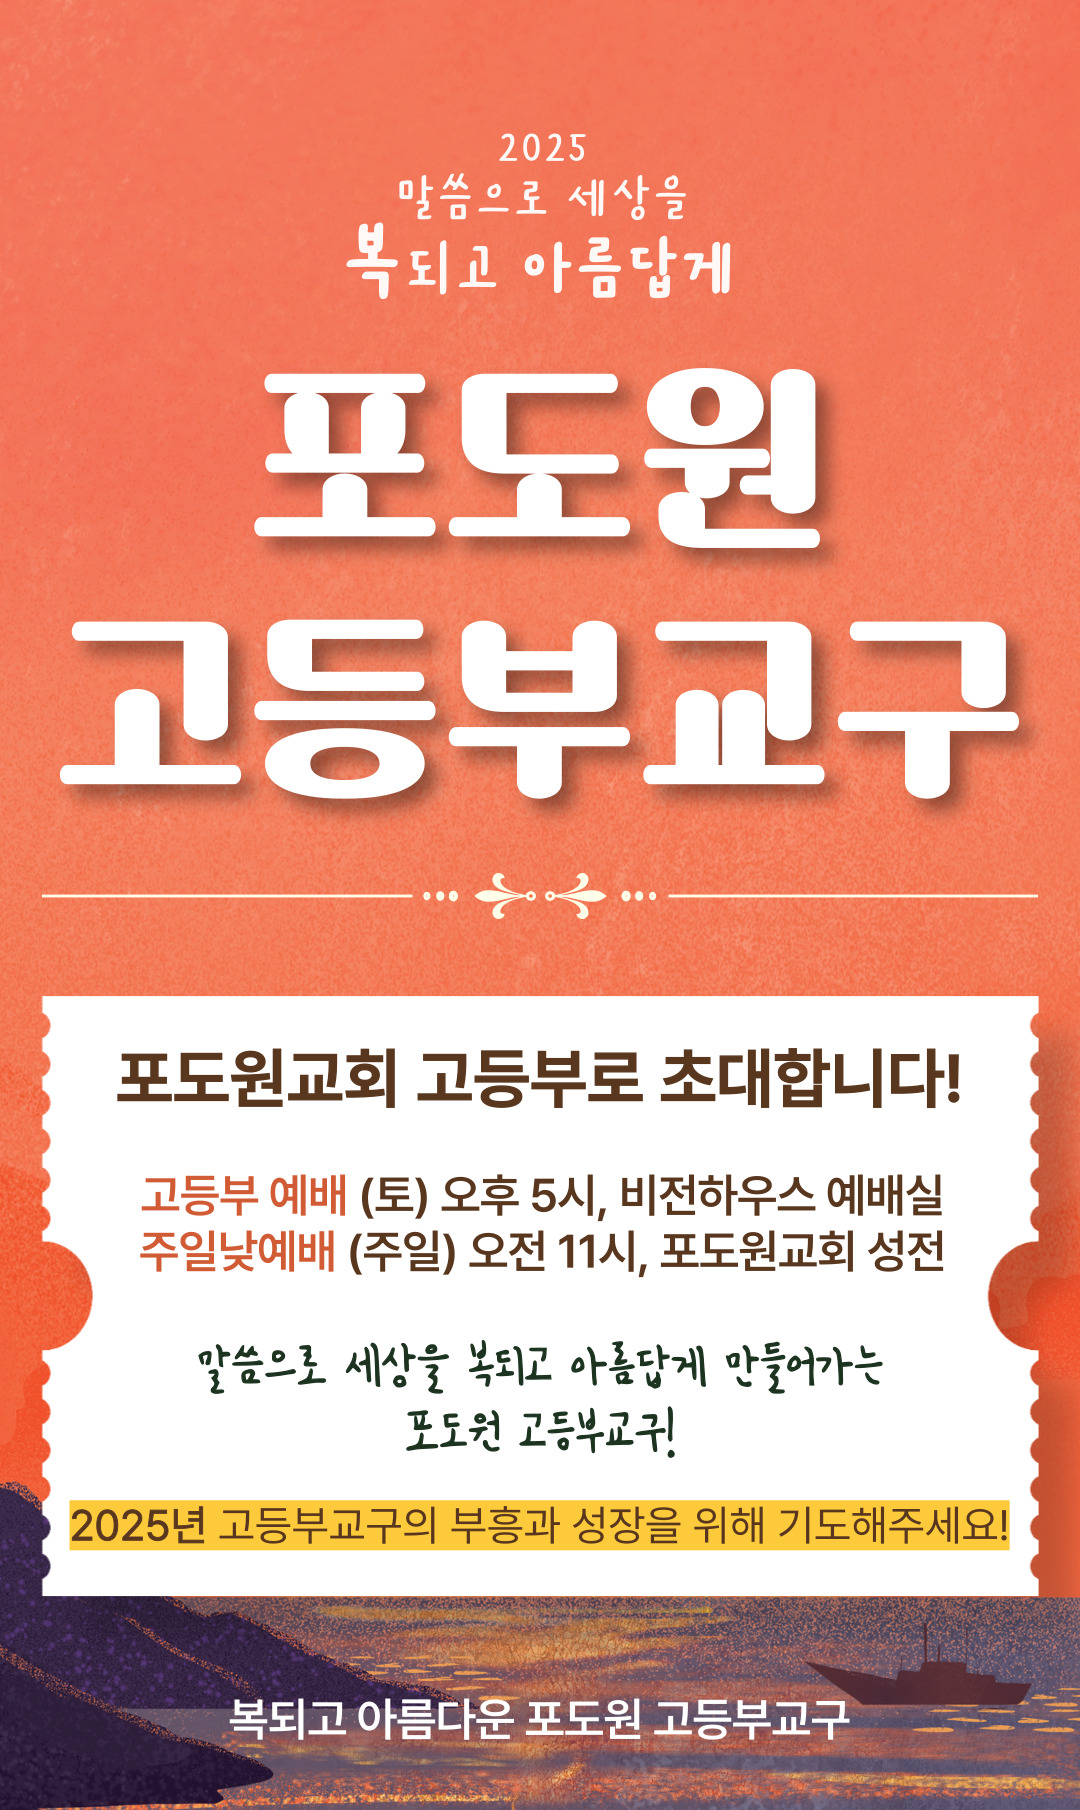 2025
말씀으로 세상을
복되고 아름답게
포도원
고등부교구
포도원교회 고등부로 초대합니다!
고등부 예배 (토) 오후 5시, 비전하우스 예배실
주일낮예배 (주일) 오전 11시, 포도원교회 성전
말씀으로 세상을 복되고 아름답게 만들어가는
포도원 고등부교구!
2025년 고등부교구의 부흥과 성장을 위해 기도해주세요!
복되고 아름다운 포도원 고등부교구